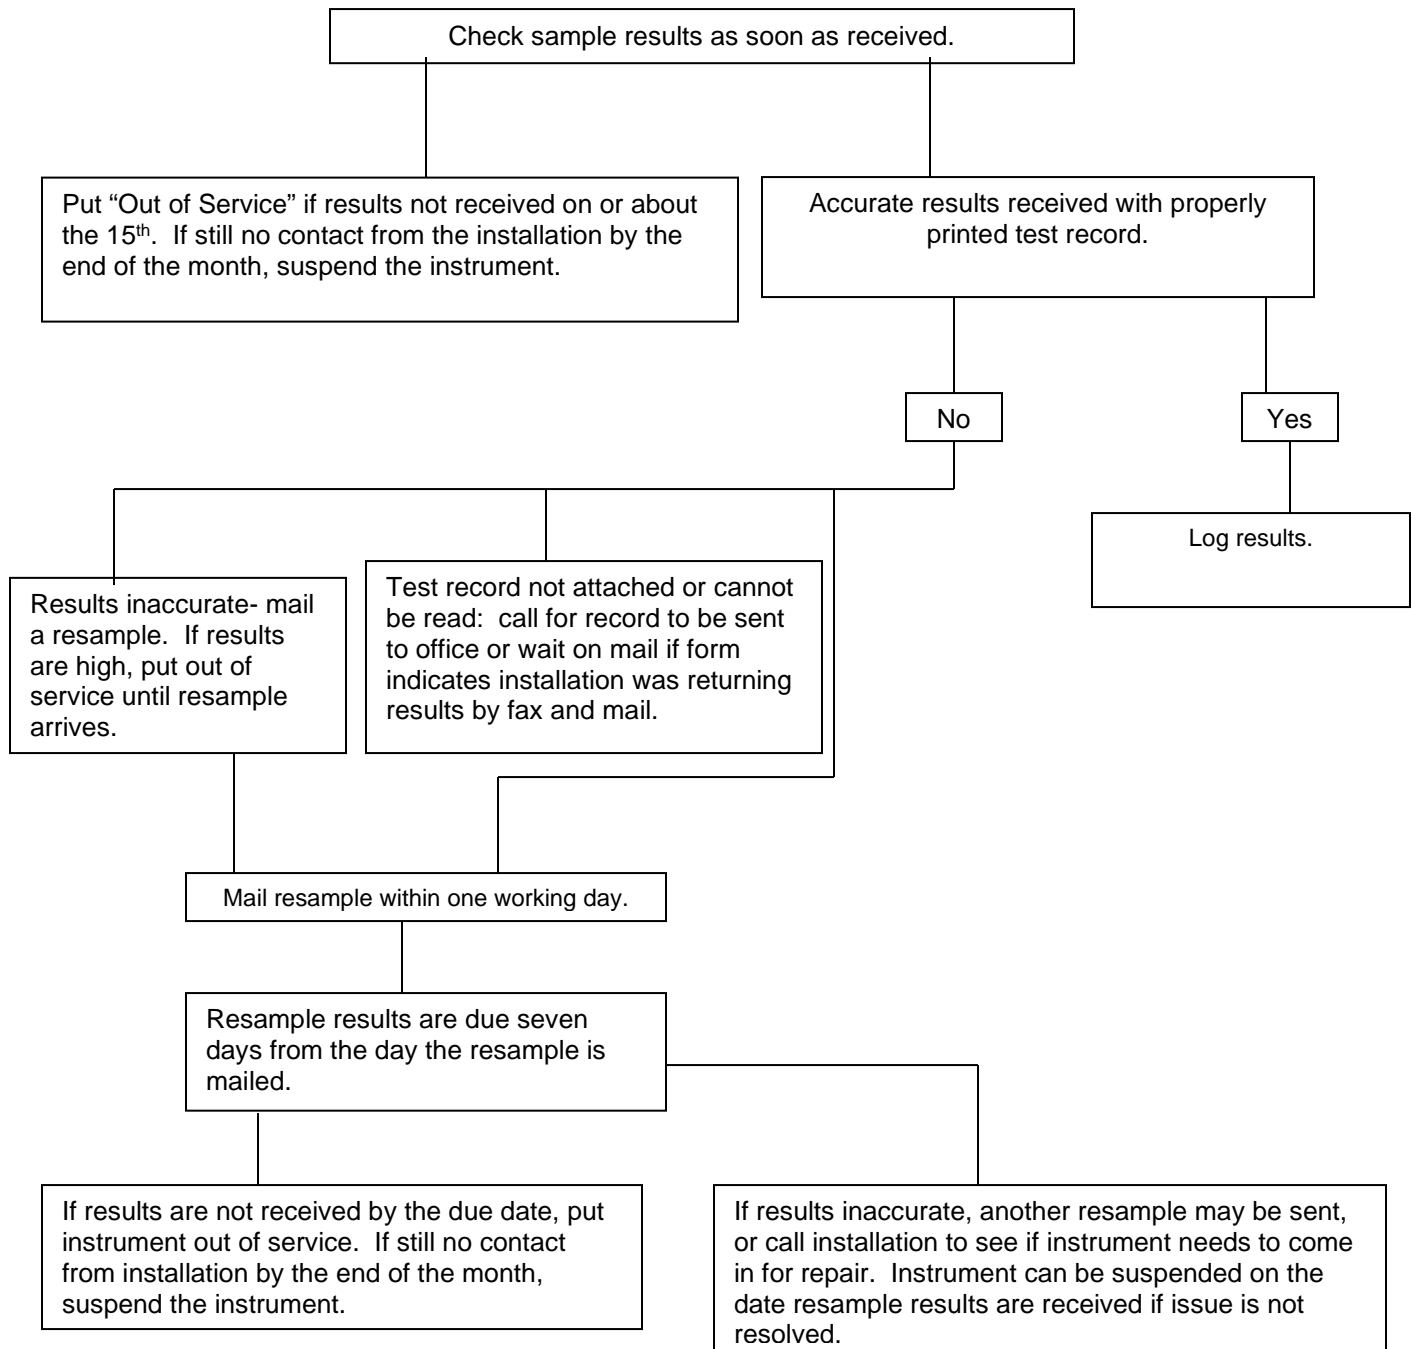 Check sample results as soon as received.
Put “Out of Service” if results not received on or about
the 15th. If still no contact from the installation by the
end of the month, suspend the instrument.
Accurate results received with properly
printed test record.
No
Yes
Log results.
Results inaccurate- mail
a resample. If results
are high, put out of
service until resample
arrives.
Test record not attached or cannot
be read: call for record to be sent
to office or wait on mail if form
indicates installation was returning
results by fax and mail.
Mail resample within one working day.
Resample results are due seven
days from the day the resample is
mailed.
If results are not received by the due date, put
instrument out of service. If still no contact
from installation by the end of the month,
suspend the instrument.
If results inaccurate, another resample may be sent,
or call installation to see if instrument needs to come
in for repair. Instrument can be suspended on the
date resample results are received if issue is not
resolved.